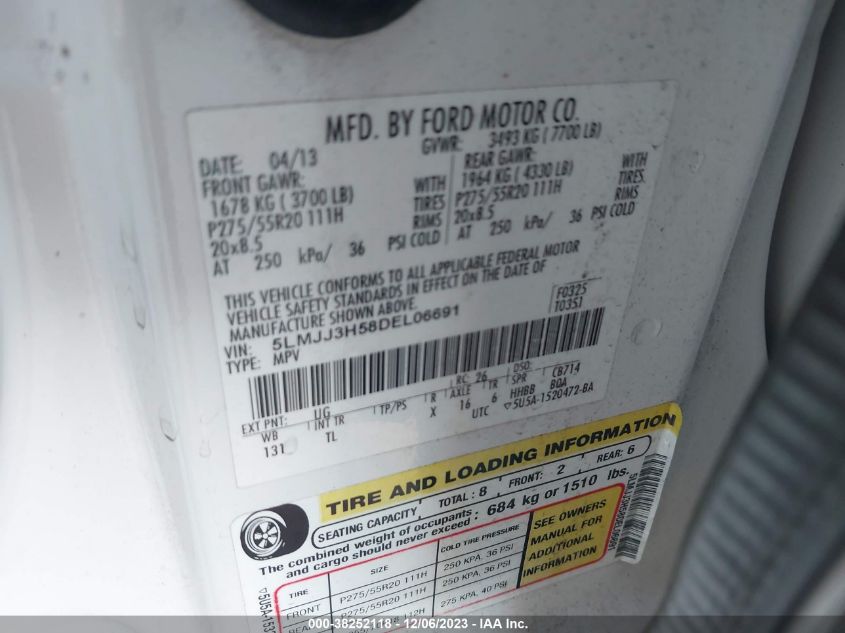 MFD. BY FORD MOTOR CO.
DATE: 04/13
GVWR: 3493 KG ( 7700 LB)
FRONT GAWR:
1678 KG ( 3700 LB)
P275/55R20 111H
20x8.5
AT 250 kPa/ 36 PSI COLD
WITH
TIRES
RIMS
REAR GAWR:
1964 KG ( 4330 LB)
P275/55R20 111H
20x8.5
AT 250 kPa/ 36 PSI COLD
WITH
TIRES
RIMS
THIS VEHICLE CONFORMS TO ALL APPLICABLE FEDERAL MOTOR
VEHICLE SAFETY STANDARDS IN EFFECT ON THE DATE OF
MANUFACTURE SHOWN ABOVE.
VIN: 5LMJJ3H58DEL06691
TYPE: MPV
F0325
T0351
EXT PNT: UG RC: 26 DSO:
WB INT TR TP/PS R AXLE TR SPR CB714
131 TL X 16 6 HHBB BOA
UTC ▽5U5A-1520472-BA
TIRE AND LOADING INFORMATION
SEATING CAPACITY, TOTAL: 8 FRONT: 2 REAR: 6
The combined weight of occupants : 684 kg or 1510 lbs.
and cargo should never exceed
TIRE SIZE COLD TIRE PRESSURE
FRONT P275/55R20 111H 250 KPA, 36 PSI
REAR P275/55R20 111H 250 KPA, 36 PSI
275 KPA, 40 PSI
SEE OWNERS
MANUAL FOR
ADDITIONAL
INFORMATION
000-38252118 - 12/06/2023 - IAA Inc.